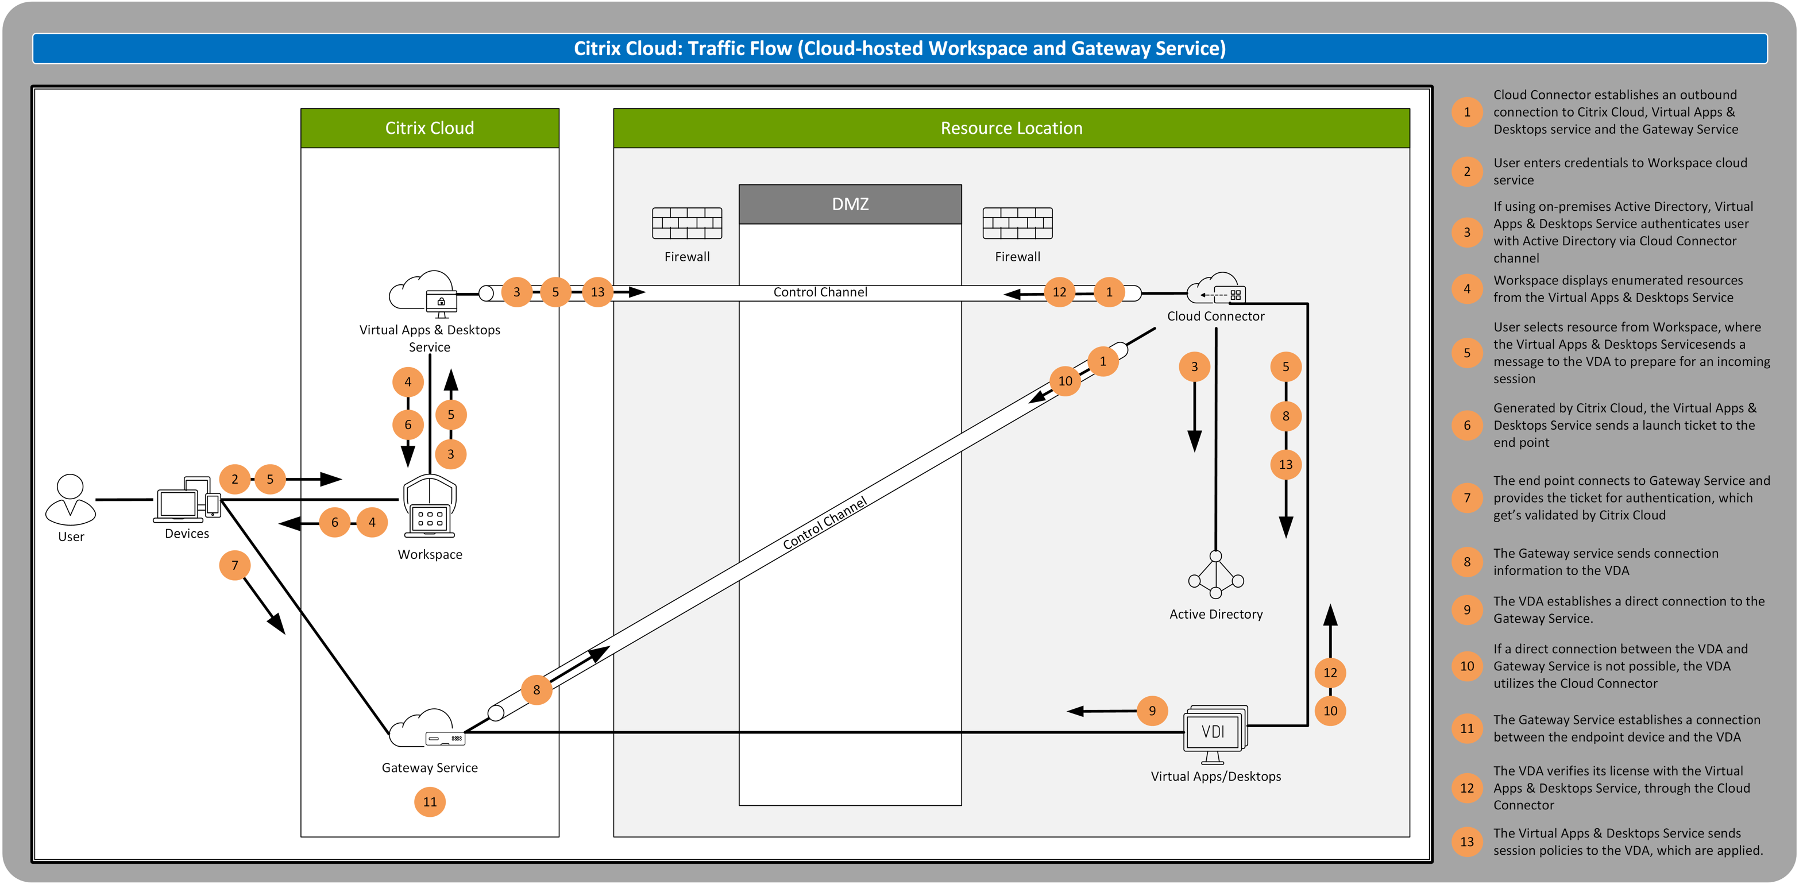 Citrix Cloud: Traffic Flow (Cloud-hosted Workspace and Gateway Service)
Citrix Cloud
Resource Location
DMZ
Firewall
Firewall
3 5 13
Control Channel
12 1
Virtual Apps & Desktops
Service
Cloud Connector
1
10
3
5
8
13
4
6
5
3
2 5
6 4
7
User
Devices
Workspace
Control Channel
Active Directory
8
9
12
10
VDI
Gateway Service
Virtual Apps/Desktops
11
1
Cloud Connector establishes an outbound
connection to Citrix Cloud, Virtual Apps &
Desktops service and the Gateway Service
2
User enters credentials to Workspace cloud
service
3
If using on-premises Active Directory, Virtual
Apps & Desktops Service authenticates user
with Active Directory via Cloud Connector
channel
4
Workspace displays enumerated resources
from the Virtual Apps & Desktops Service
5
User selects resource from Workspace, where
the Virtual Apps & Desktops Servicesends a
message to the VDA to prepare for an incoming
session
6
Generated by Citrix Cloud, the Virtual Apps &
Desktops Service sends a launch ticket to the
end point
7
The end point connects to Gateway Service and
provides the ticket for authentication, which
get's validated by Citrix Cloud
8
The Gateway service sends connection
information to the VDA
9
The VDA establishes a direct connection to the
Gateway Service.
10
If a direct connection between the VDA and
Gateway Service is not possible, the VDA
utilizes the Cloud Connector
11
The Gateway Service establishes a connection
between the endpoint device and the VDA
12
The VDA verifies its license with the Virtual
Apps & Desktops Service, through the Cloud
Connector
13
The Virtual Apps & Desktops Service sends
session policies to the VDA, which are applied.